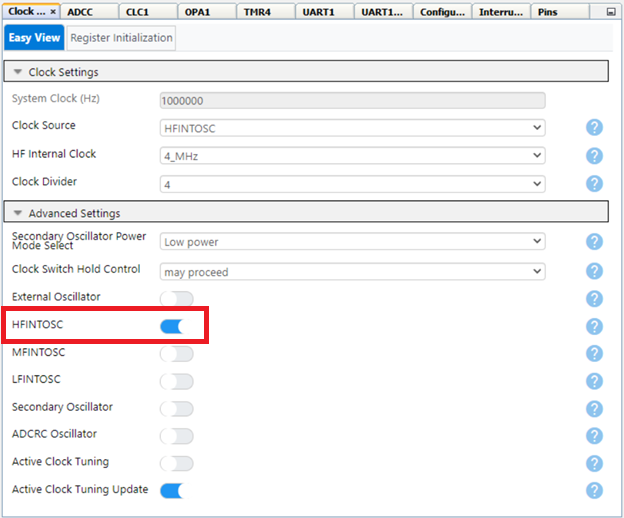 Clock ... × ADCC CLC1 OPA1 TMR4 UART1 UART1... Configu... Interru... Pins
Easy View Register Initialization
Clock Settings
System Clock (Hz) 1000000
Clock Source HFINTOSC ?
HF Internal Clock 4_MHz ?
Clock Divider 4 ?
Advanced Settings
Secondary Oscillator Power
Mode Select Low power ?
Clock Switch Hold Control may proceed ?
External Oscillator ?
HFINTOSC ?
MFINTOSC ?
LFINTOSC ?
Secondary Oscillator ?
ADCRC Oscillator ?
Active Clock Tuning ?
Active Clock Tuning Update ?